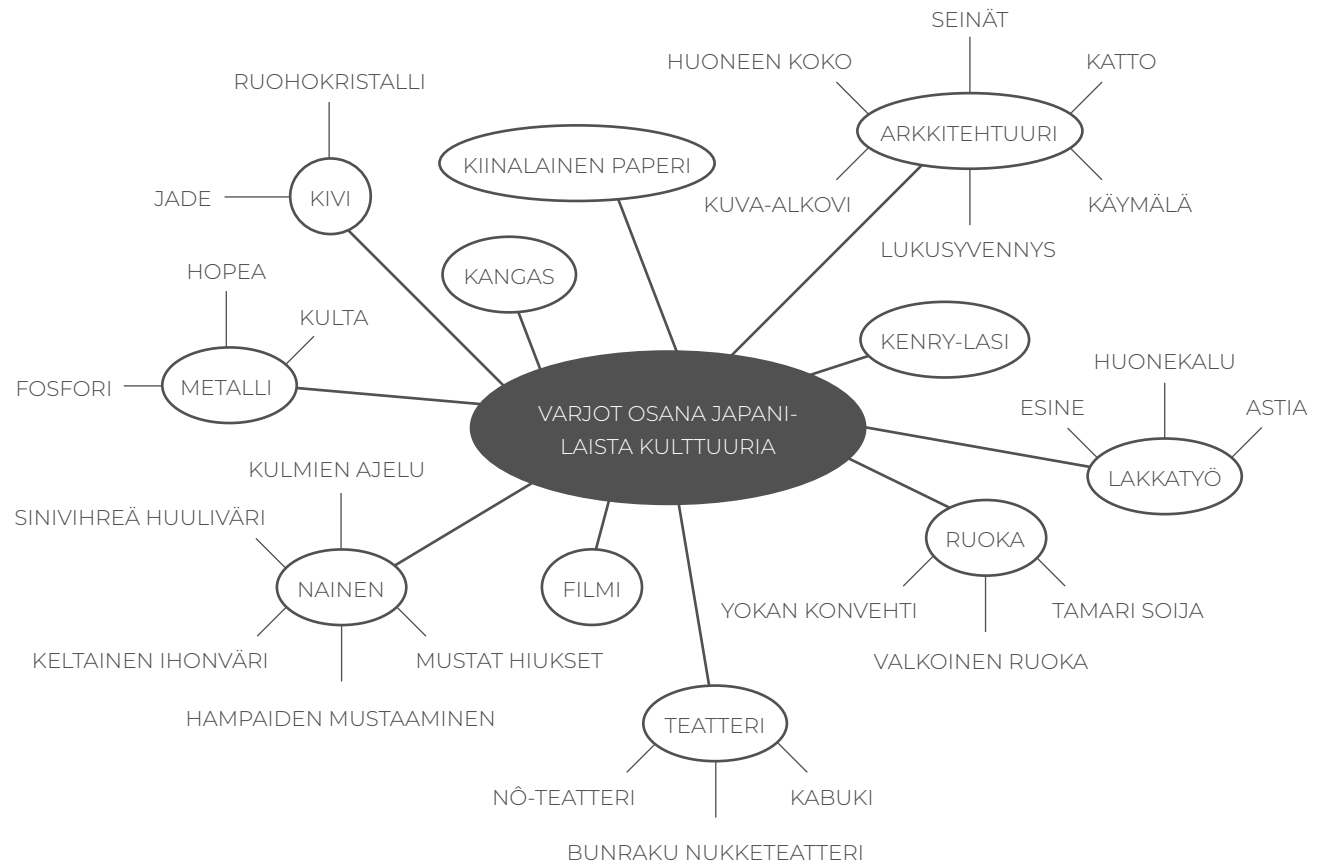 SEINÄT
HUONEEN KOKO
KATTO
RUOHOKRISTALLI
ARKKITEHTUURI
KIINALAINEN PAPERI
JADE
KIVI
KUVA-ALKOVI
KÄYMÄLÄ
LUKUSYVENNYS
HOPEA
KANGAS
KULTA
KENRY-LASI
HUONEKALU
FOSFORI
METALLI
ESINE
ASTIA
VARJOT OSANA JAPANI-
LAISTA KULTTUURIA
KULMIEN AJELU
LAKKATYÖ
SINIVIHREÄ HUULIVÄRI
RUOKA
NAINEN
FILMI
YOKAN KONVEHTI
TAMARI SOIJA
KELTAINEN IHONVÄRI
MUSTAT HIUKSET
VALKOINEN RUOKA
HAMPAIDEN MUSTAAMINEN
TEATTERI
NÔ-TEATTERI
KABUKI
BUNRAKU NUKKETEATTERI